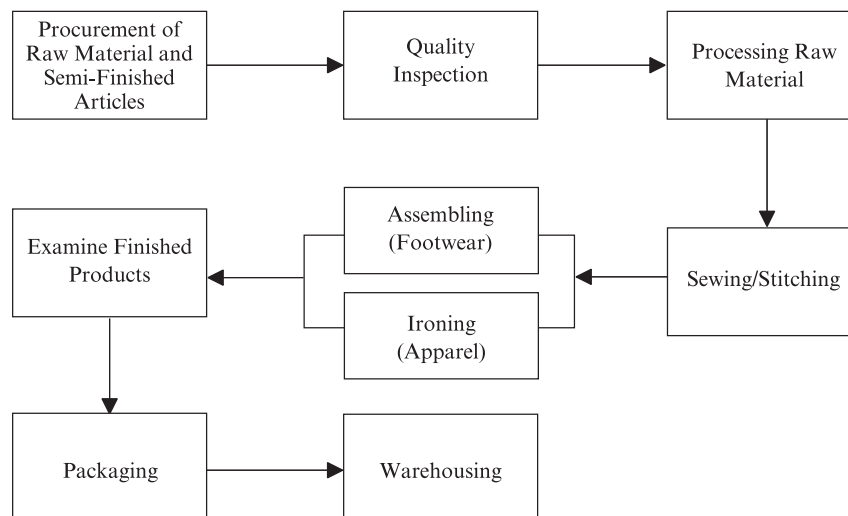 Procurement of
Raw Material and
Semi-Finished
Articles
Quality
Inspection
Processing Raw
Material
Sewing/Stitching
Assembling
(Footwear)
Ironing
(Apparel)
Examine Finished
Products
Packaging
Warehousing